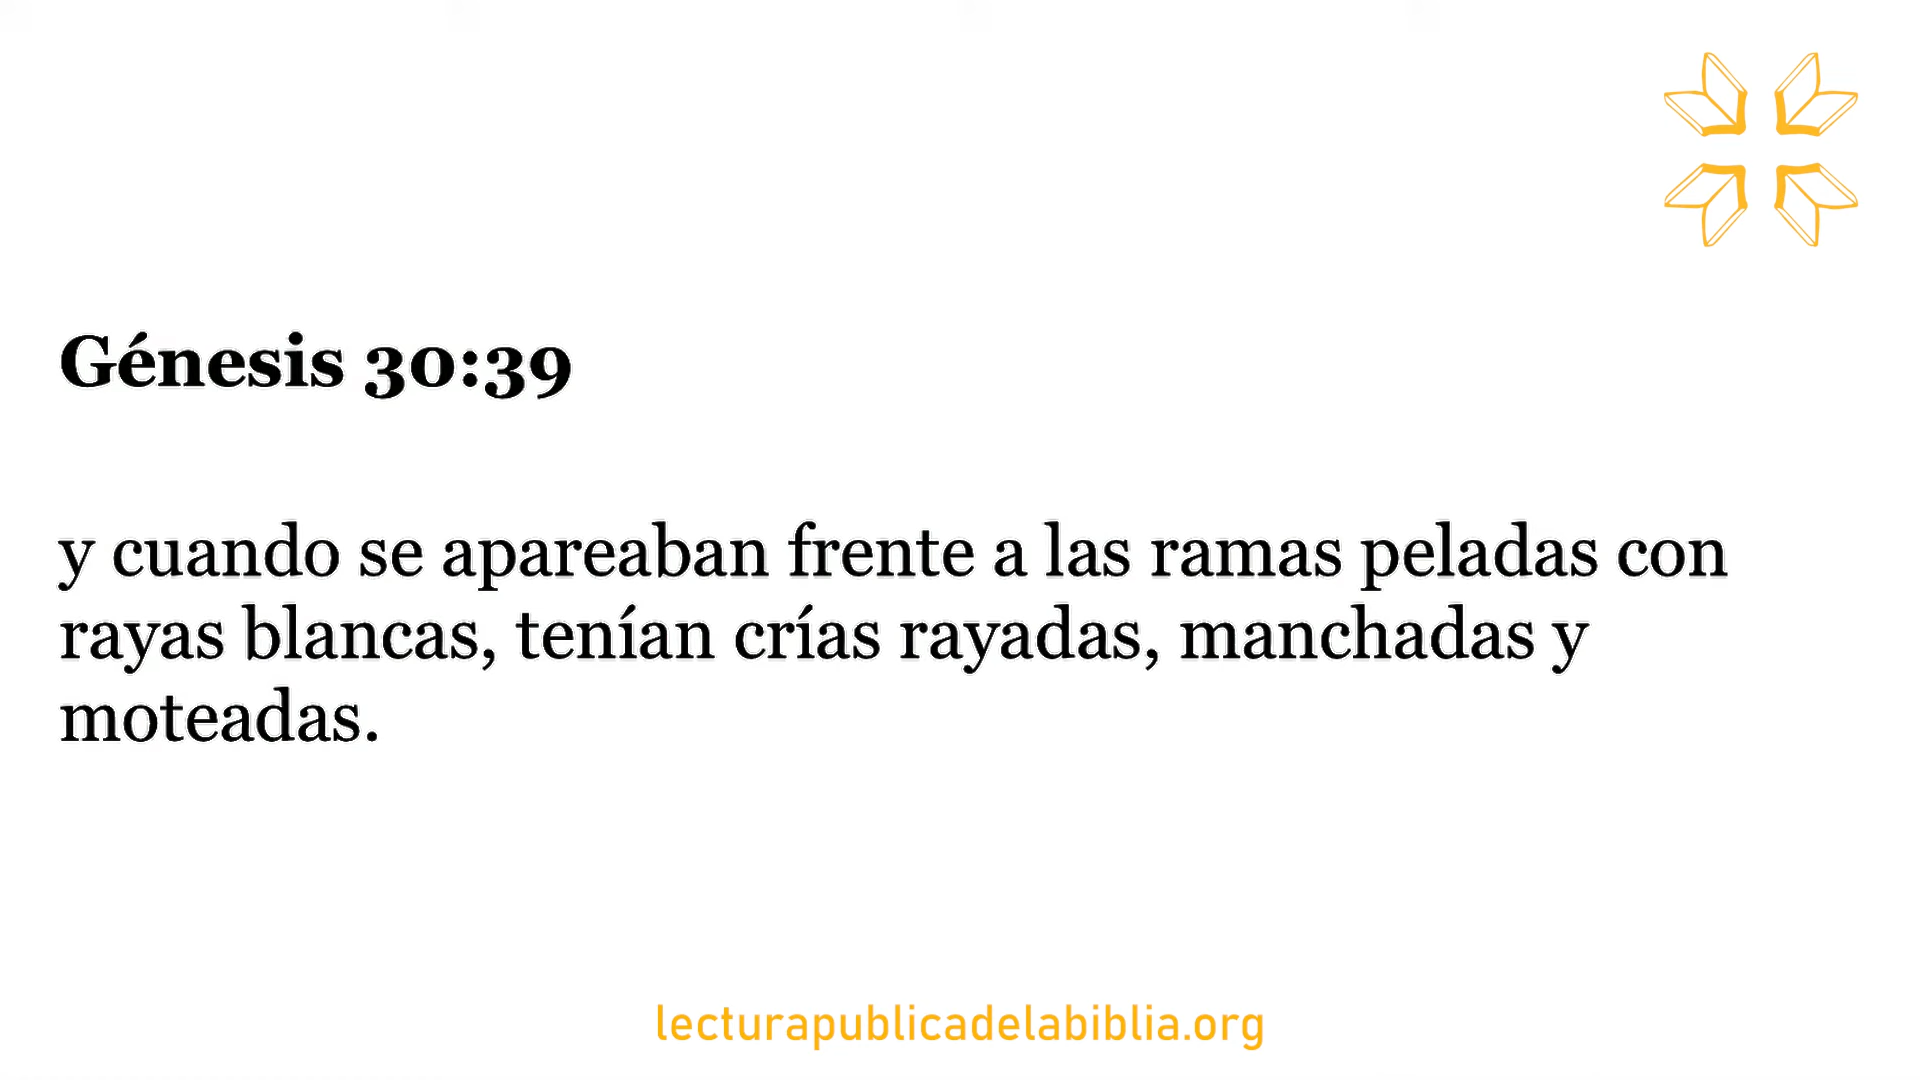 Génesis 30:39
y cuando se apareaban frente a las ramas peladas con
rayas blancas, tenían crías rayadas, manchadas y
moteadas.
lecturapublicadelabiblia.org